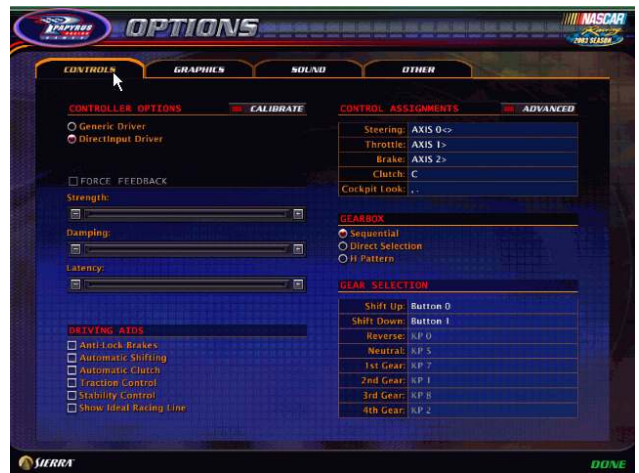 PAPYRUS
RACING
GAMES
OPTIONS
NASCAR
Racing
2003 SEASON
CONTROLS
GRAPHICS
SOUND
OTHER
CONTROLLER OPTIONS
CALIBRATE
Generic Driver
DirectInput Driver
FORCE FEEDBACK
Strength:
Damping:
Latency:
DRIVING AIDS
Anti-Lock Brakes
Automatic Shifting
Automatic Clutch
Traction Control
Stability Control
Show Ideal Racing Line
CONTROL ASSIGNMENTS
ADVANCED
Steering: AXIS 0<>
Throttle: AXIS 1>
Brake: AXIS 2>
Clutch: C
Cockpit Look: , .
GEARBOX
Sequential
Direct Selection
H Pattern
GEAR SELECTION
Shift Up: Button 0
Shift Down: Button 1
Reverse: KP 0
Neutral: KP 5
1st Gear: KP 7
2nd Gear: KP 1
3rd Gear: KP 8
4th Gear: KP 2
SIERRA
DONE